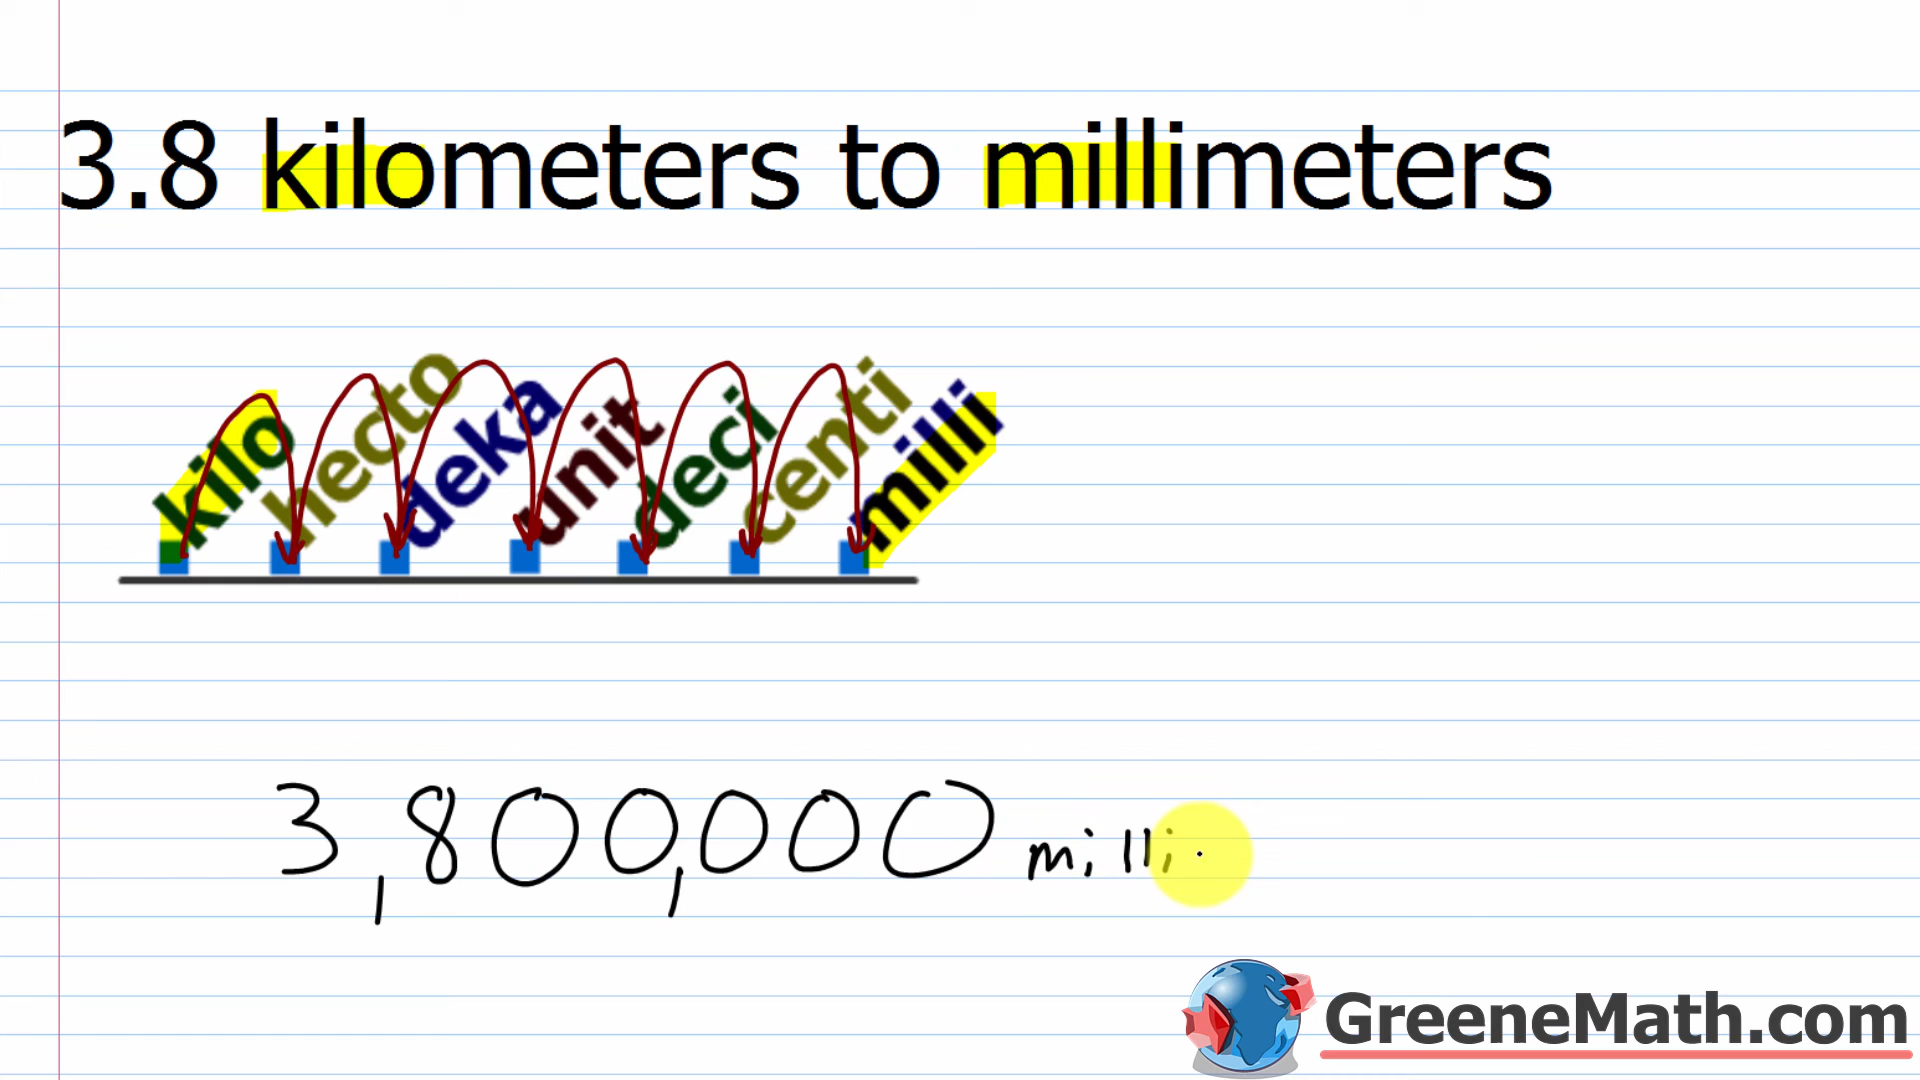 3.8 kilometers to millimeters
kilo hecto deka unit deci centi milli
3,800,000 milli
GreeneMath.com